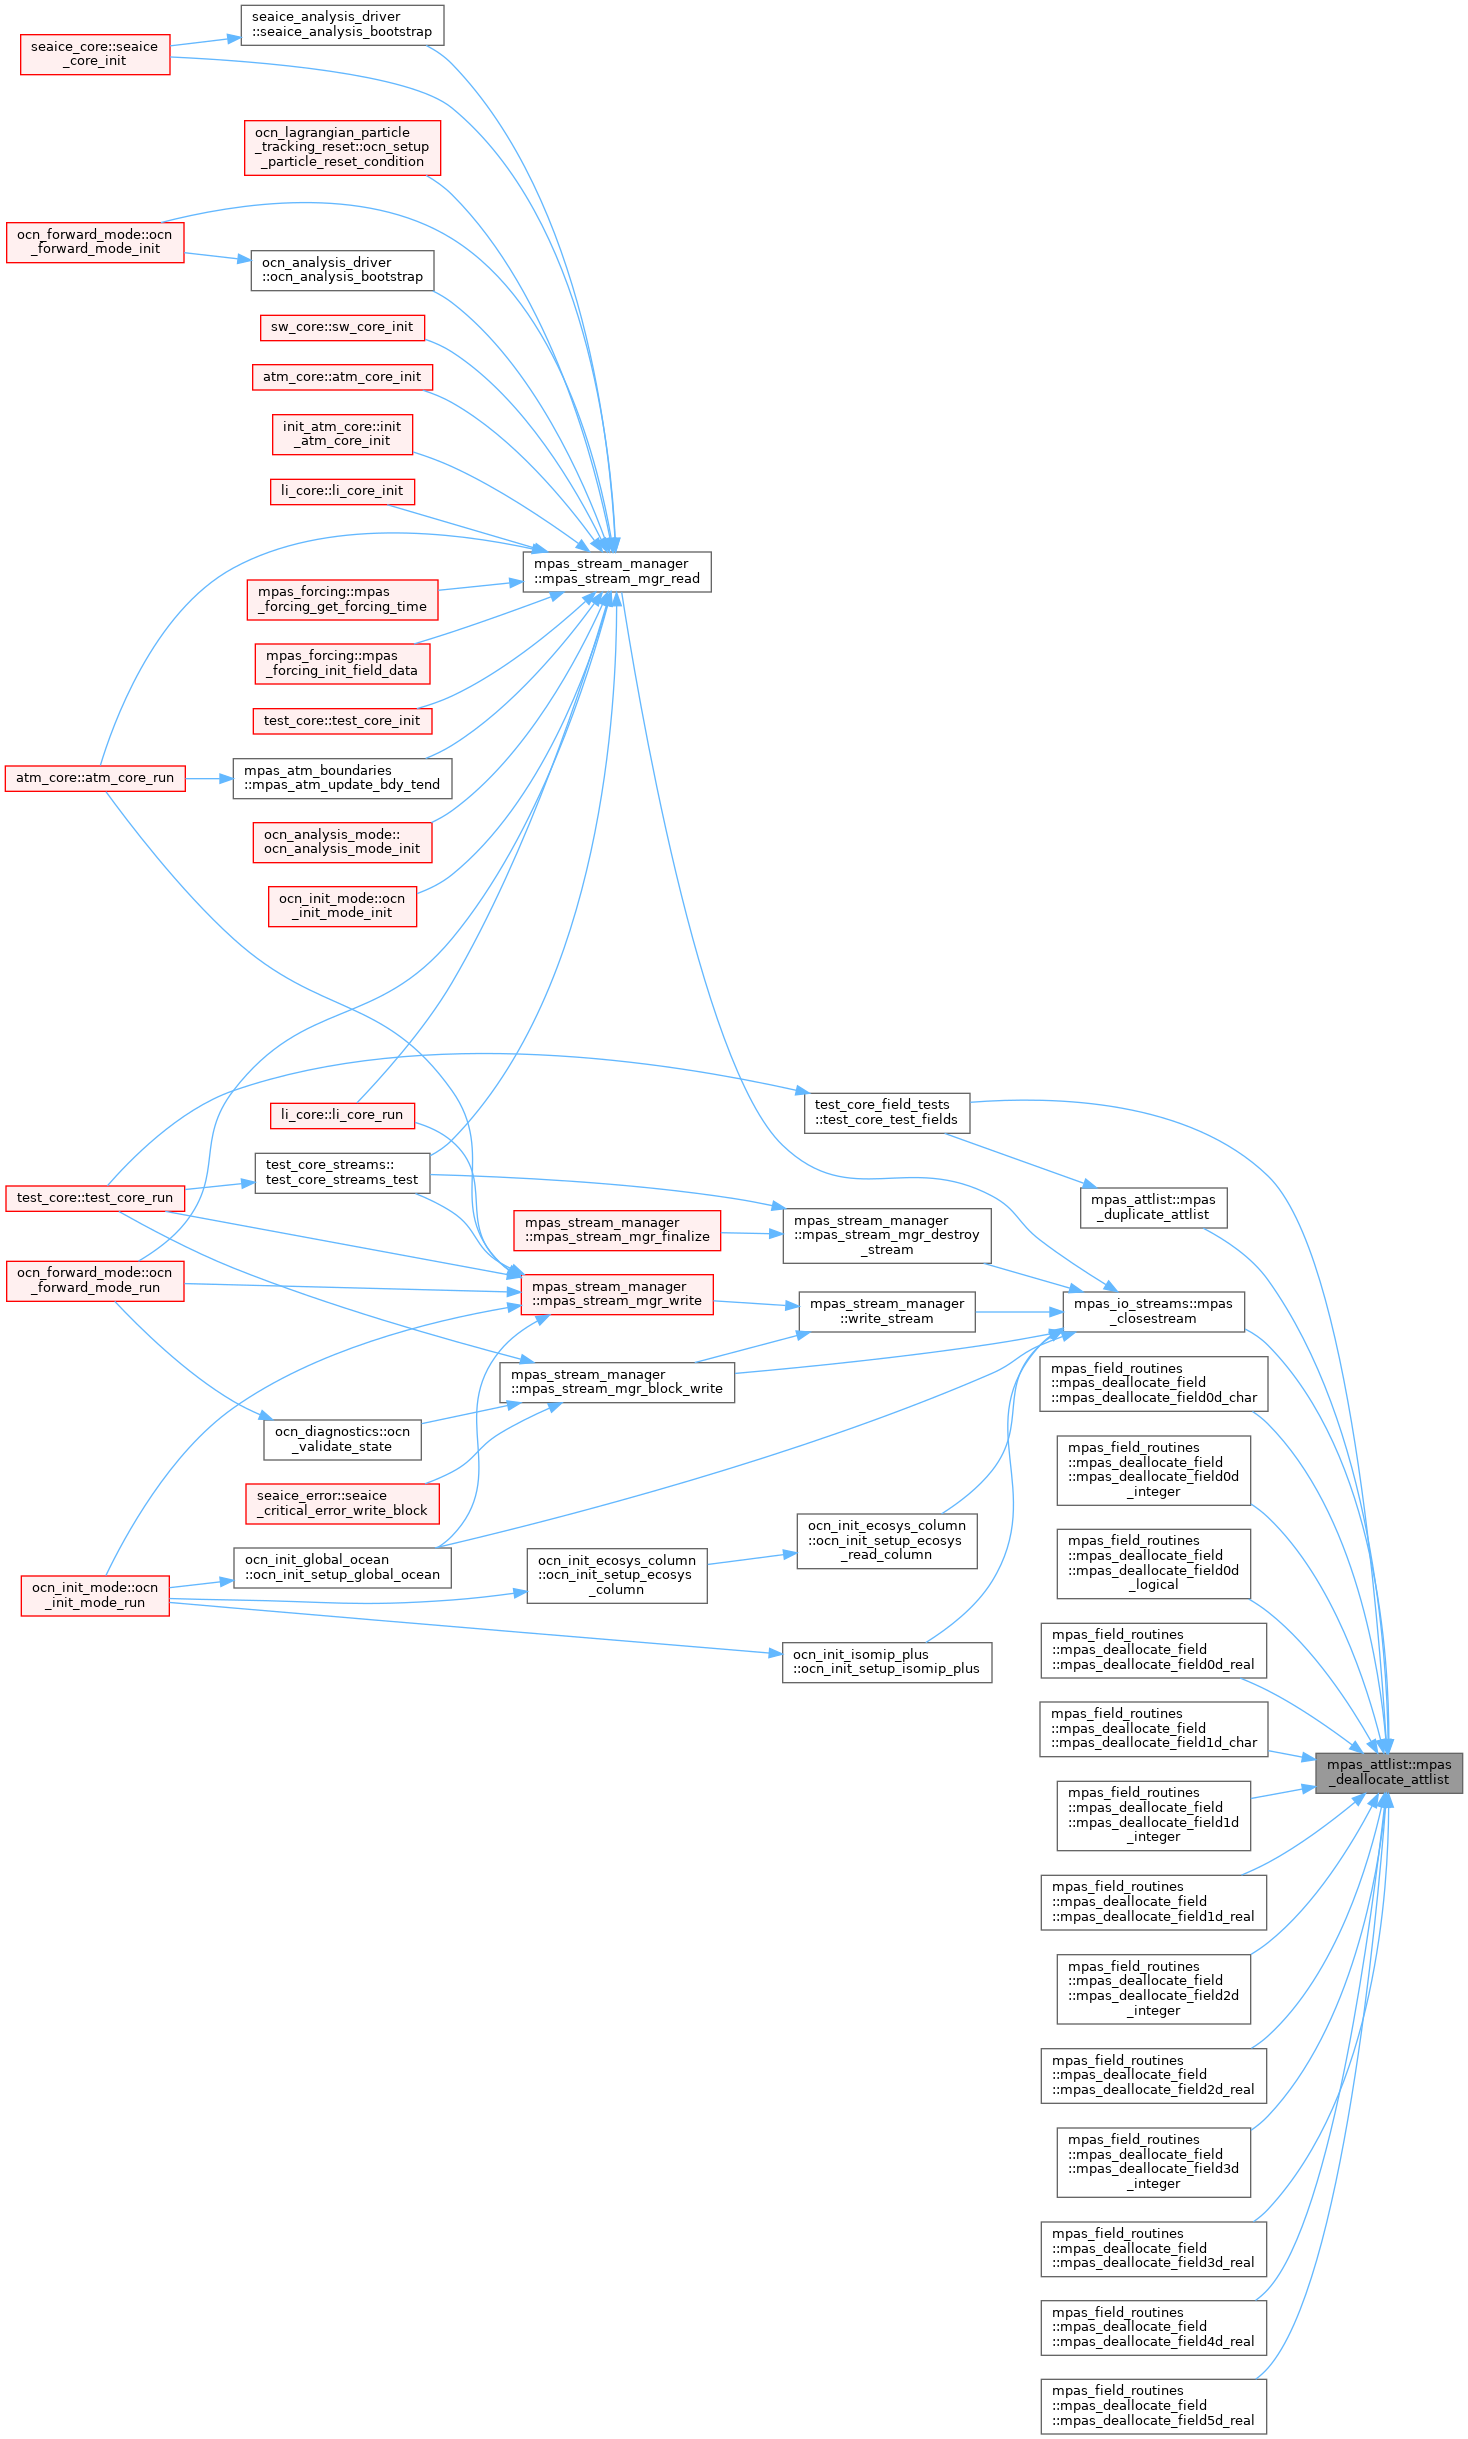 seaice_analysis_driver
::seaice_analysis_bootstrap
seaice_core::seaice
_core_init
ocn_lagrangian_particle
_tracking_reset::ocn_setup
_particle_reset_condition
ocn_forward_mode::ocn
_forward_mode_init
ocn_analysis_driver
::ocn_analysis_bootstrap
sw_core::sw_core_init
atm_core::atm_core_init
init_atm_core::init
_atm_core_init
li_core::li_core_init
mpas_stream_manager
::mpas_stream_mgr_read
mpas_forcing::mpas
_forcing_get_forcing_time
mpas_forcing::mpas
_forcing_init_field_data
test_core::test_core_init
atm_core::atm_core_run
mpas_atm_boundaries
::mpas_atm_update_bdy_tend
ocn_analysis_mode::
ocn_analysis_mode_init
ocn_init_mode::ocn
_init_mode_init
li_core::li_core_run
test_core_field_tests
::test_core_test_fields
test_core_streams::
test_core_streams_test
test_core::test_core_run
mpas_attlist::mpas
_duplicate_attlist
mpas_stream_manager
::mpas_stream_mgr_finalize
mpas_stream_manager
::mpas_stream_mgr_destroy
_stream
ocn_forward_mode::ocn
_forward_mode_run
mpas_stream_manager
::mpas_stream_mgr_write
mpas_stream_manager
::write_stream
mpas_io_streams::mpas
_closestream
mpas_stream_manager
::mpas_stream_mgr_block_write
mpas_field_routines
::mpas_deallocate_field
::mpas_deallocate_field0d_char
ocn_diagnostics::ocn
_validate_state
mpas_field_routines
::mpas_deallocate_field
::mpas_deallocate_field0d
_integer
seaice_error::seaice
_critical_error_write_block
ocn_init_ecosys_column
::ocn_init_setup_ecosys
_read_column
mpas_field_routines
::mpas_deallocate_field
::mpas_deallocate_field0d
_logical
ocn_init_global_ocean
::ocn_init_setup_global_ocean
ocn_init_ecosys_column
::ocn_init_setup_ecosys
_column
ocn_init_mode::ocn
_init_mode_run
ocn_init_isomip_plus
::ocn_init_setup_isomip_plus
mpas_field_routines
::mpas_deallocate_field
::mpas_deallocate_field0d_real
mpas_field_routines
::mpas_deallocate_field
::mpas_deallocate_field1d_char
mpas_attlist::mpas
_deallocate_attlist
mpas_field_routines
::mpas_deallocate_field
::mpas_deallocate_field1d
_integer
mpas_field_routines
::mpas_deallocate_field
::mpas_deallocate_field1d_real
mpas_field_routines
::mpas_deallocate_field
::mpas_deallocate_field2d
_integer
mpas_field_routines
::mpas_deallocate_field
::mpas_deallocate_field2d_real
mpas_field_routines
::mpas_deallocate_field
::mpas_deallocate_field3d
_integer
mpas_field_routines
::mpas_deallocate_field
::mpas_deallocate_field3d_real
mpas_field_routines
::mpas_deallocate_field
::mpas_deallocate_field4d_real
mpas_field_routines
::mpas_deallocate_field
::mpas_deallocate_field5d_real